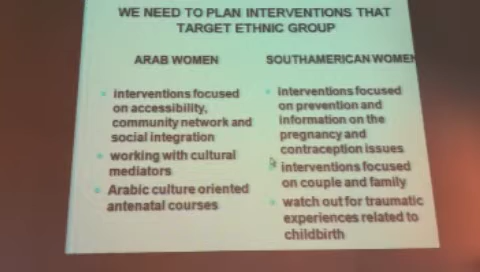 WE NEED TO PLAN INTERVENTIONS THAT
TARGET ETHNIC GROUP
ARAB WOMEN
interventions focused
on accessibility,
community network and
social integration
working with cultural
mediators
Arabic culture oriented
antenatal courses
SOUTHAMERICAN WOMEN
interventions focused
on prevention and
information on the
pregnancy and
contraception issues
interventions focused
on couple and family
watch out for traumatic
experiences related to
childbirth